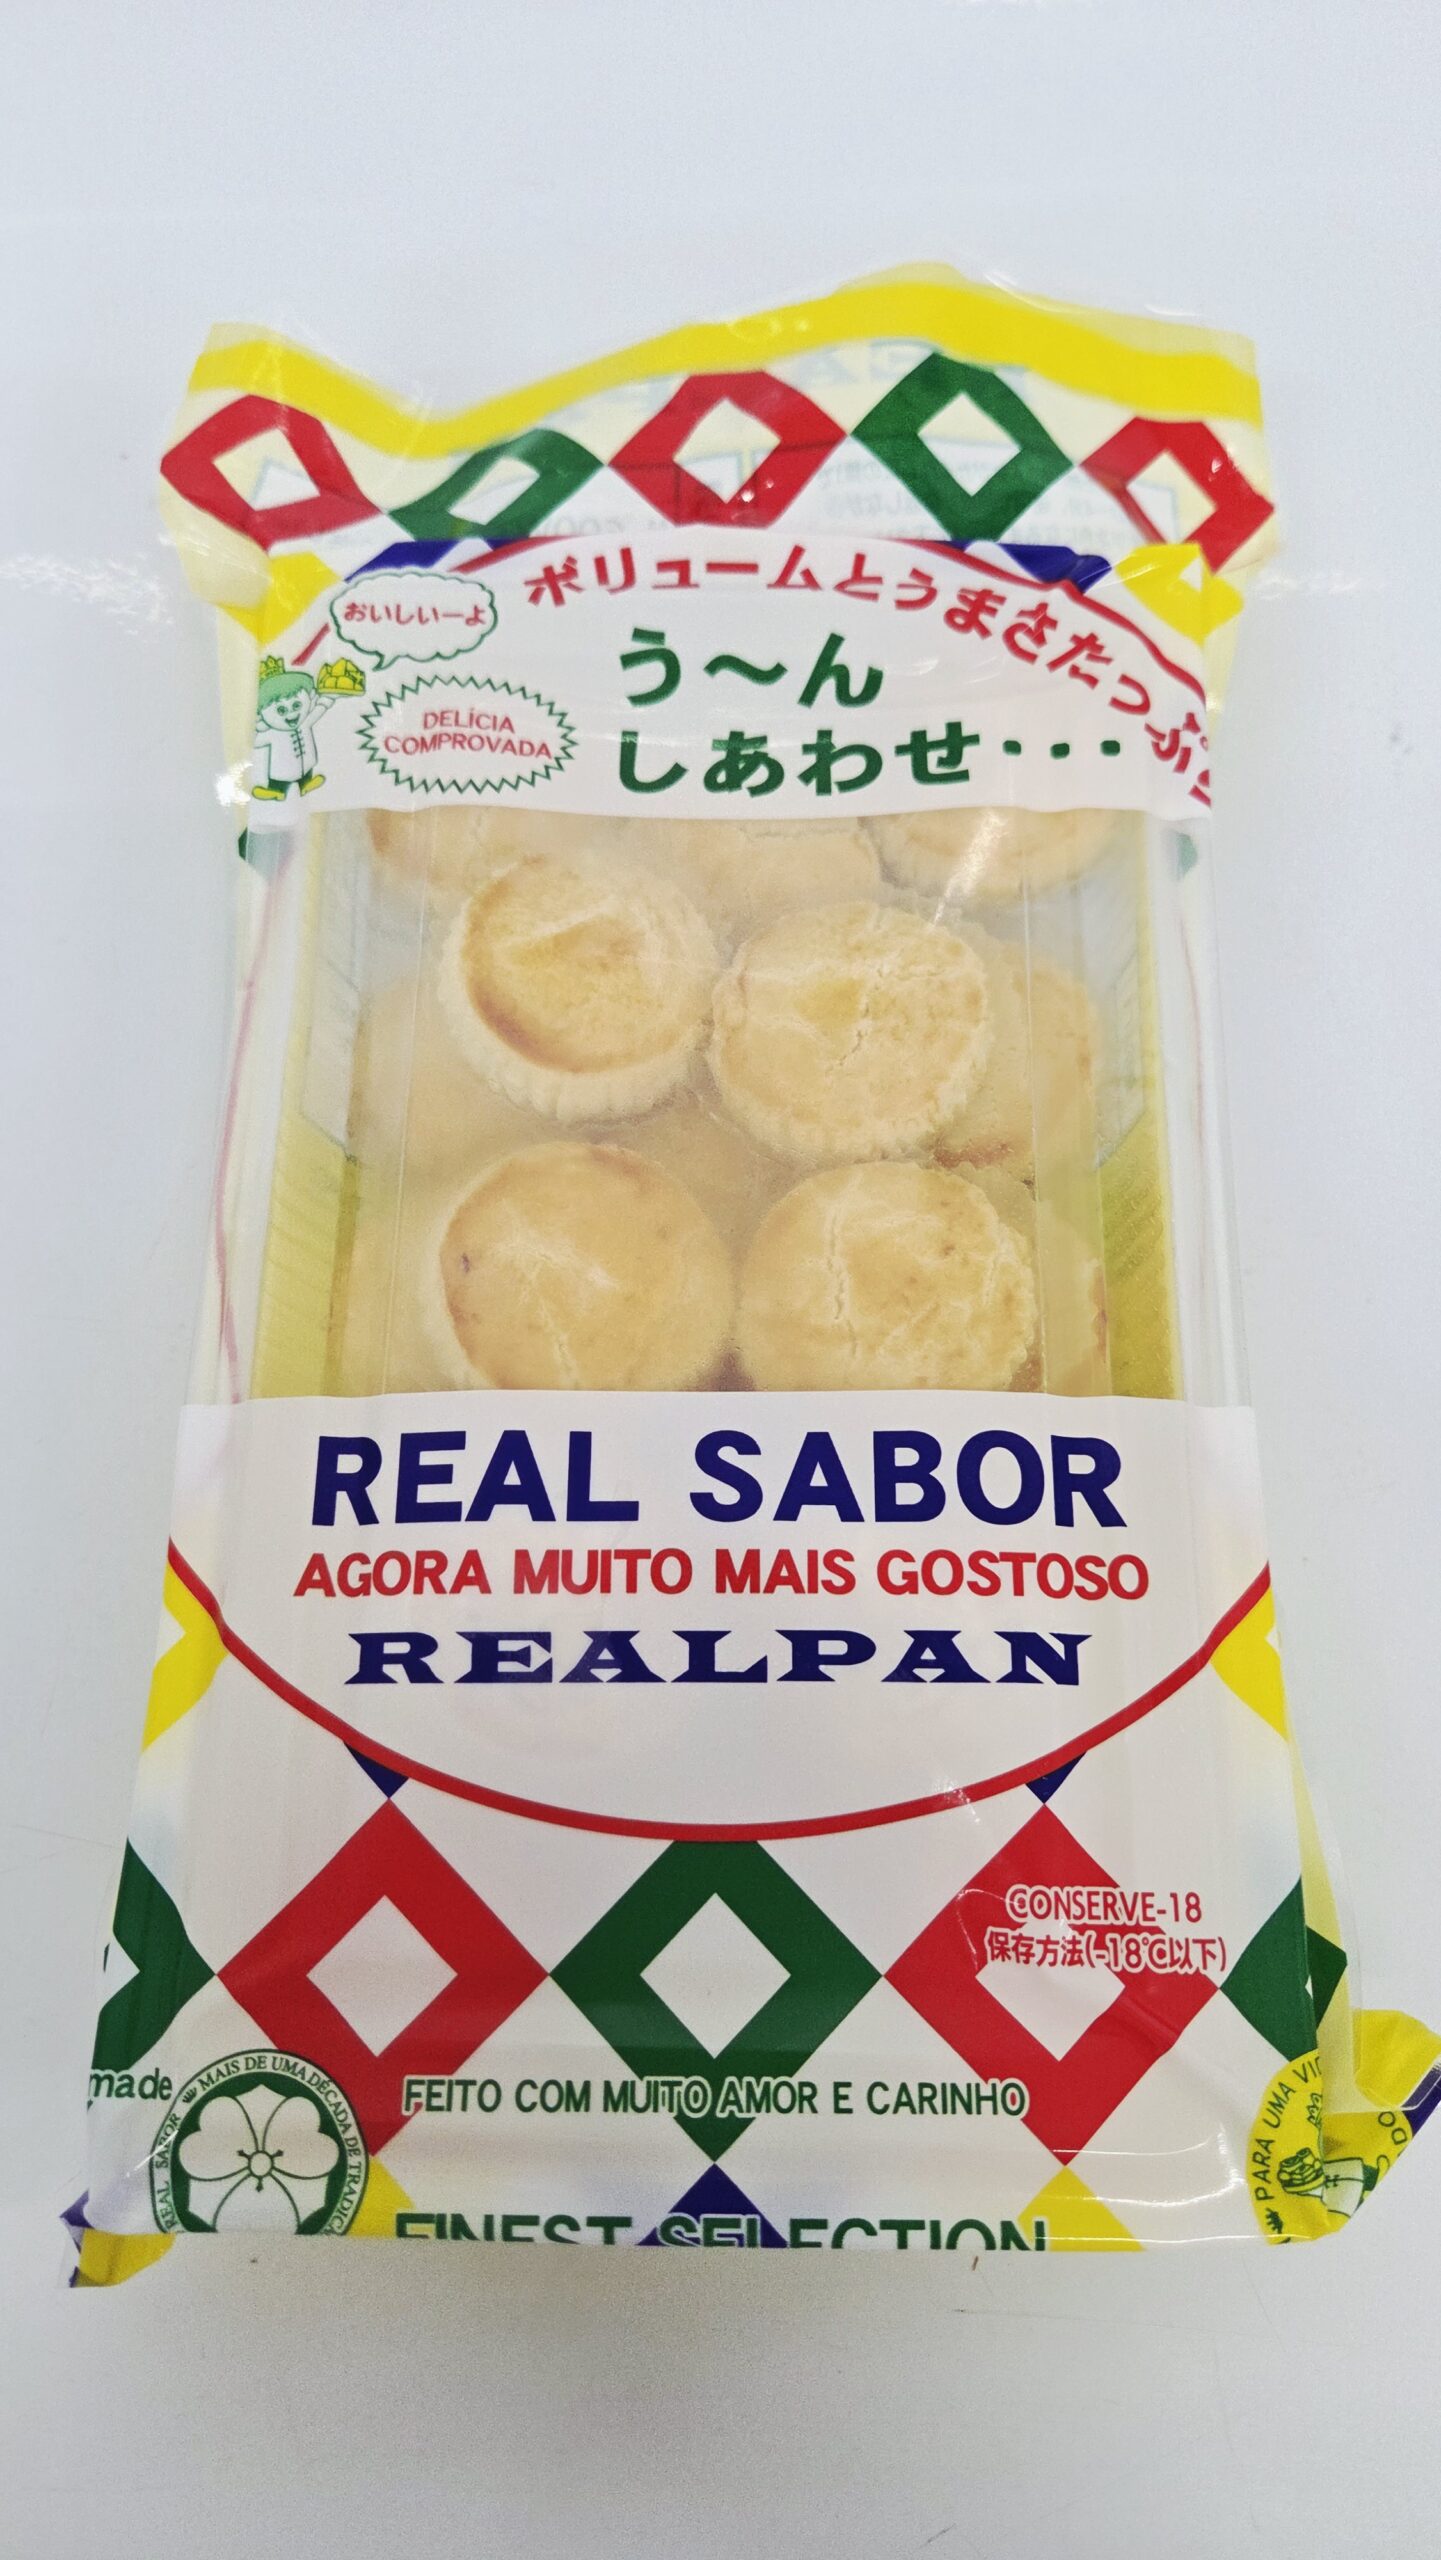 ボリュームとうまさたっぷり
おいしいーよ
う〜ん
DELÍCIA
COMPROVADA
しあわせ・・・
REAL SABOR
AGORA MUITO MAIS GOSTOSO
REALPAN
CONSERVE-18
保存方法(-18℃以下)
made
MAIS DE UMA DÉCADA DE
REAL SABOR
FEITO COM MUITO AMOR E CARINHO
PARA UMA
FINEST SELECTION